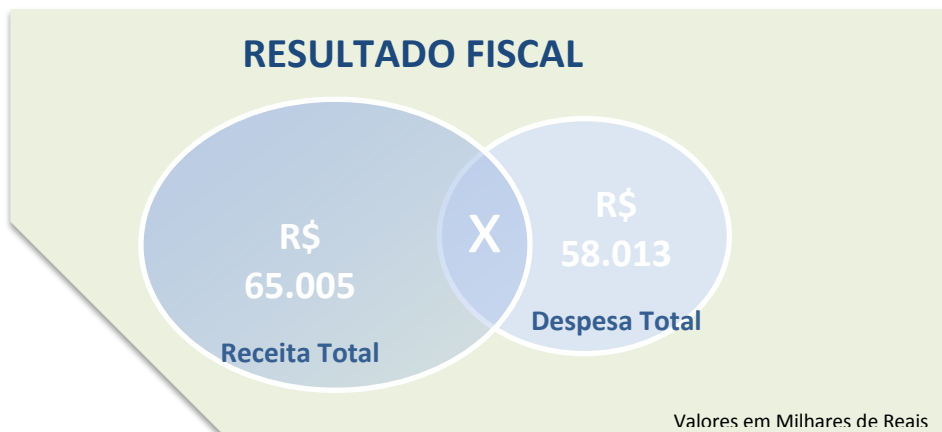 RESULTADO FISCAL
R$
65.005
Receita Total
X
R$
58.013
Despesa Total
Valores em Milhares de Reais